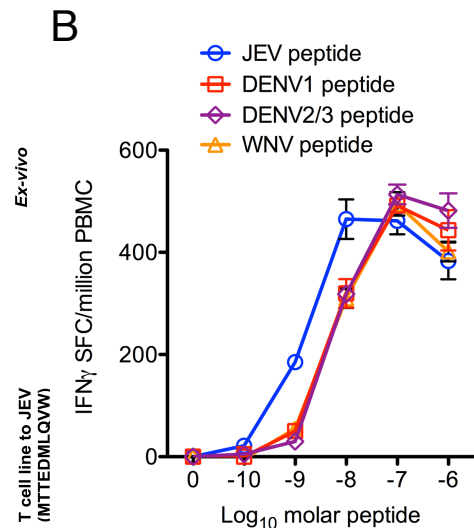 B
JEV peptide
DENV1 peptide
DENV2/3 peptide
WNV peptide
Ex-vivo
T cell line to JEV
(MTTEDMLQVW)
IFNγ SFC/million PBMC
600
400
200
0
0 -10 -9 -8 -7 -6
Log10 molar peptide